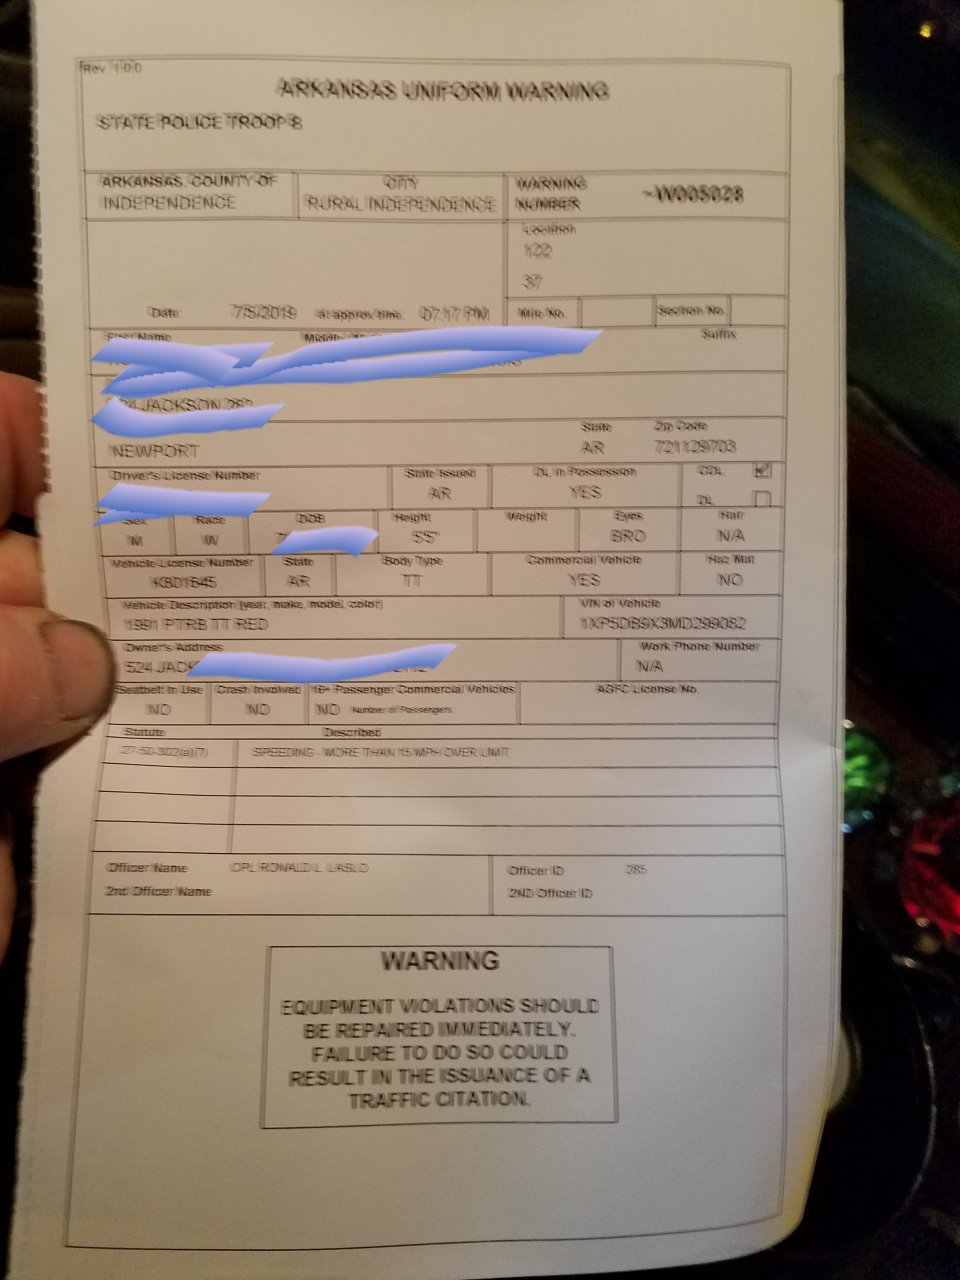 Rev. 1.0.0
ARKANSAS UNIFORM WARNING
STATE POLICE TROOP B
ARKANSAS, COUNTY OF
INDEPENDENCE
CITY
RURAL INDEPENDENCE
WARNING
NUMBER
~W005028
Location
122
37
Date: 7/5/2019 at approx time: 07:17 PM
Mile No.
Section No.
First Name
Suffix
JACKSON
NEWPORT
State
AR
Zip Code
721129703
Driver's License Number
State Issued
AR
DL in Possession
YES
CDL
DL
Sex
M
Race
W
DOB
Height
5'5"
Weight
Eyes
BRO
Hair
N/A
Vehicle License Number
K801645
State
AR
Body Type
TT
Commercial Vehicle
YES
Haz Mat
NO
Vehicle Description (year, make, model, color)
1991 PTRB TT RED
VIN of Vehicle
1XP5DB9X3MD299082
Owner's Address
524 JACK
Work Phone Number
N/A
Seatbelt In Use
NO
Crash Involved
NO
16+ Passenger Commercial Vehicles
NO Number of Passengers:
AGFC License No.
Statute
Described
27-50-302(a)(7)
SPEEDING - MORE THAN 15 MPH OVER LIMIT
Officer Name CPL RONALD L. LASLO
2nd Officer Name
Officer ID 285
2ND Officer ID
WARNING
EQUIPMENT VIOLATIONS SHOULD
BE REPAIRED IMMEDIATELY.
FAILURE TO DO SO COULD
RESULT IN THE ISSUANCE OF A
TRAFFIC CITATION.